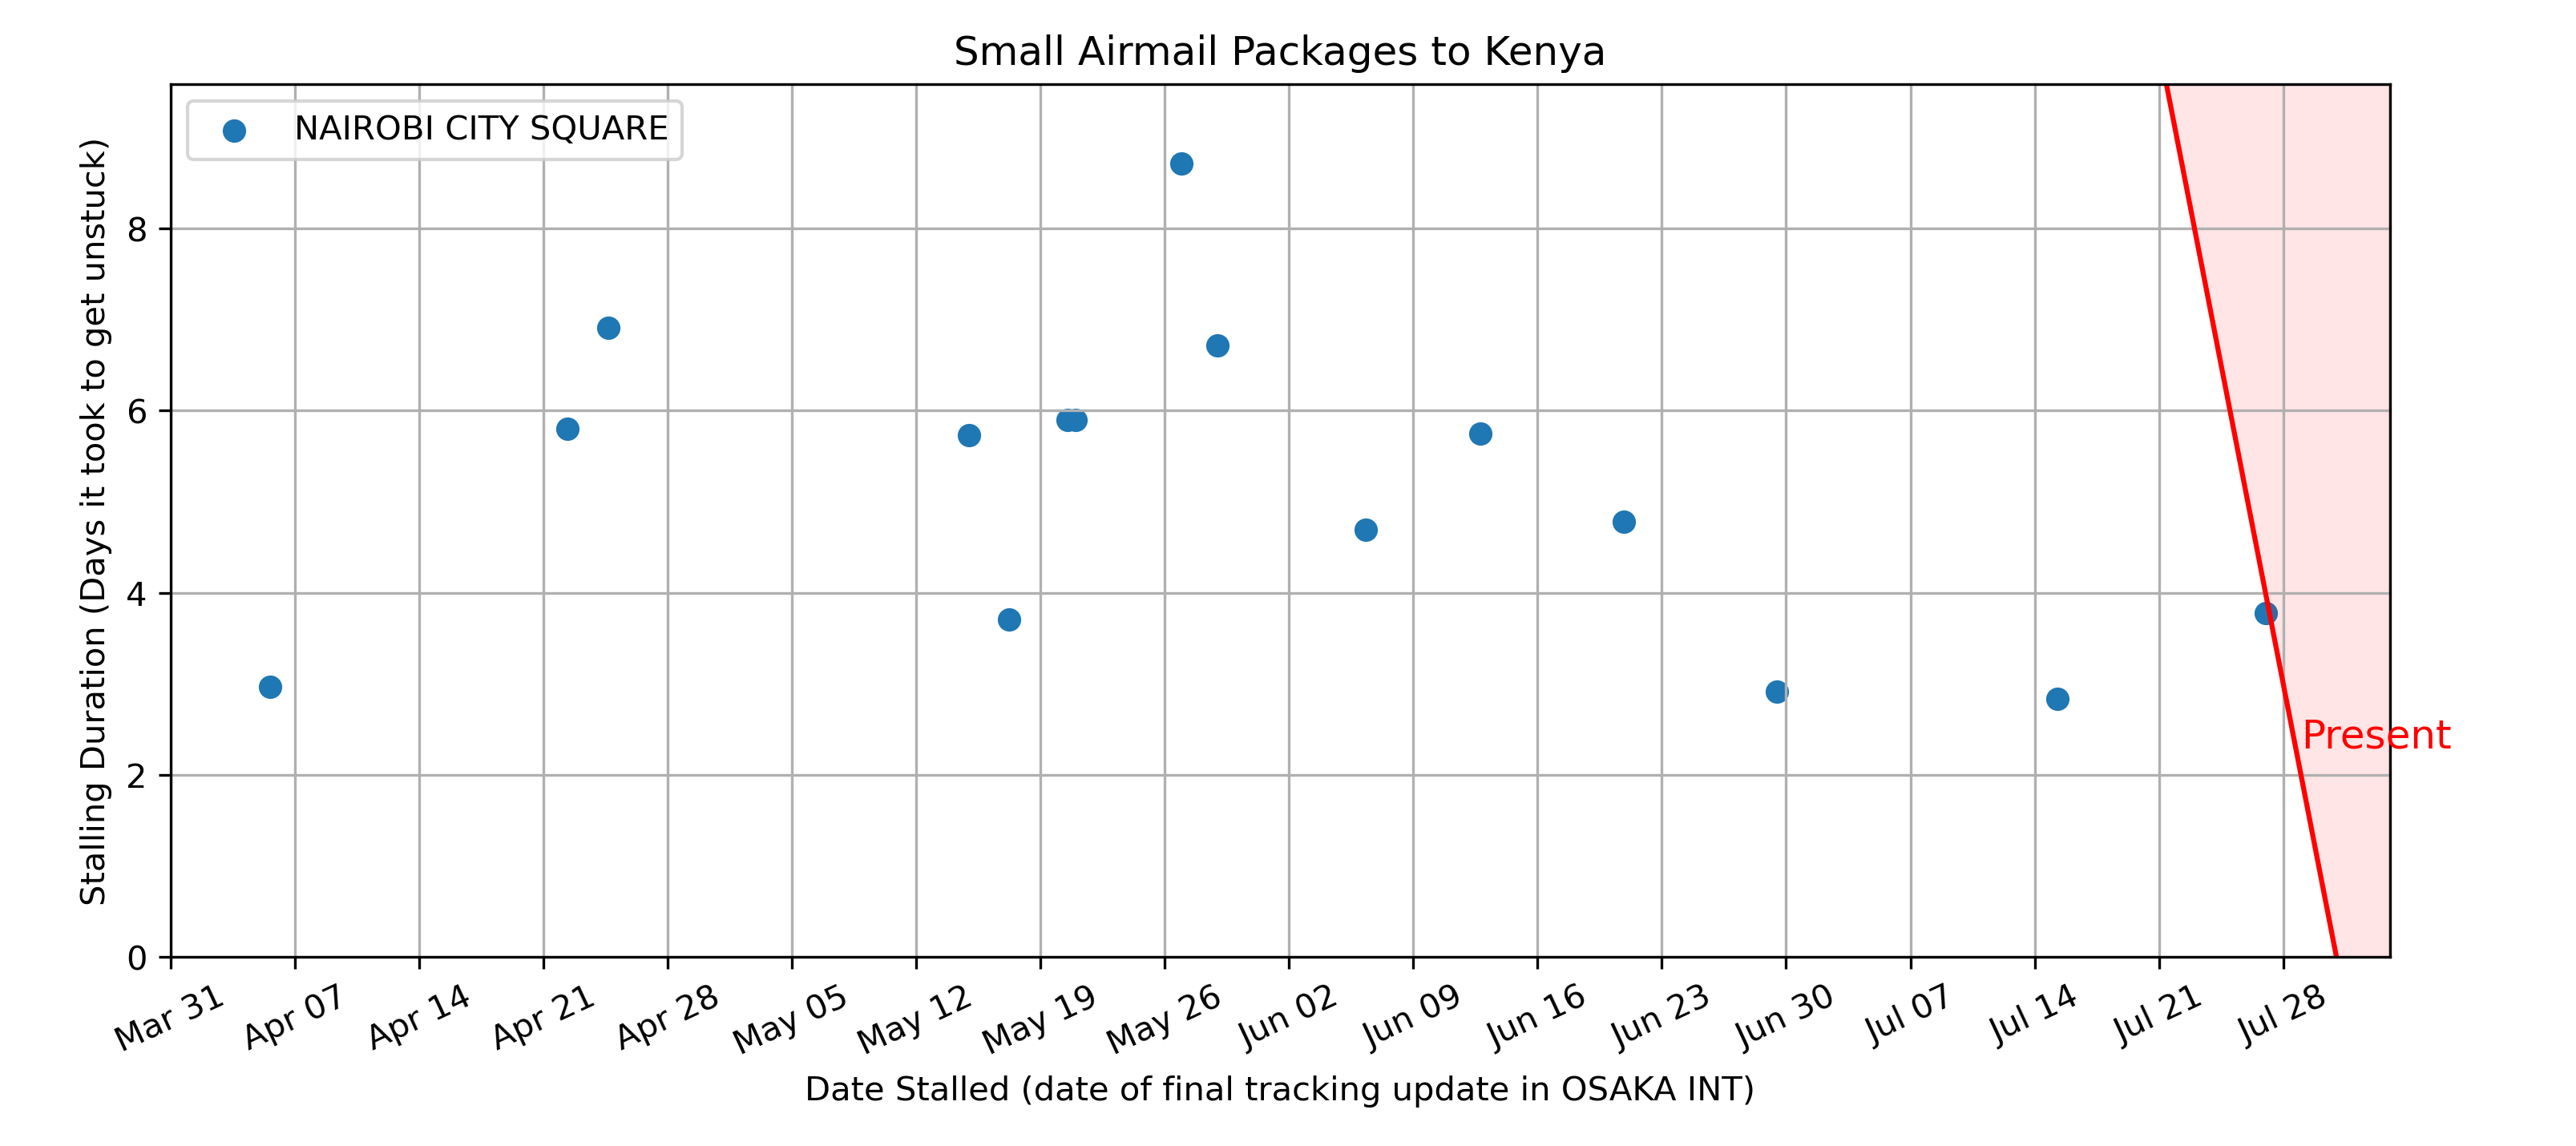 Small Airmail Packages to Kenya
NAIROBI CITY SQUARE
Stalling Duration (Days it took to get unstuck)
8
6
4
2
0
Present
Mar 31
Apr 07
Apr 14
Apr 21
Apr 28
May 05
May 12
May 19
May 26
Jun 02
Jun 09
Jun 16
Jun 23
Jun 30
Jul 07
Jul 14
Jul 21
Jul 28
Date Stalled (date of final tracking update in OSAKA INT)